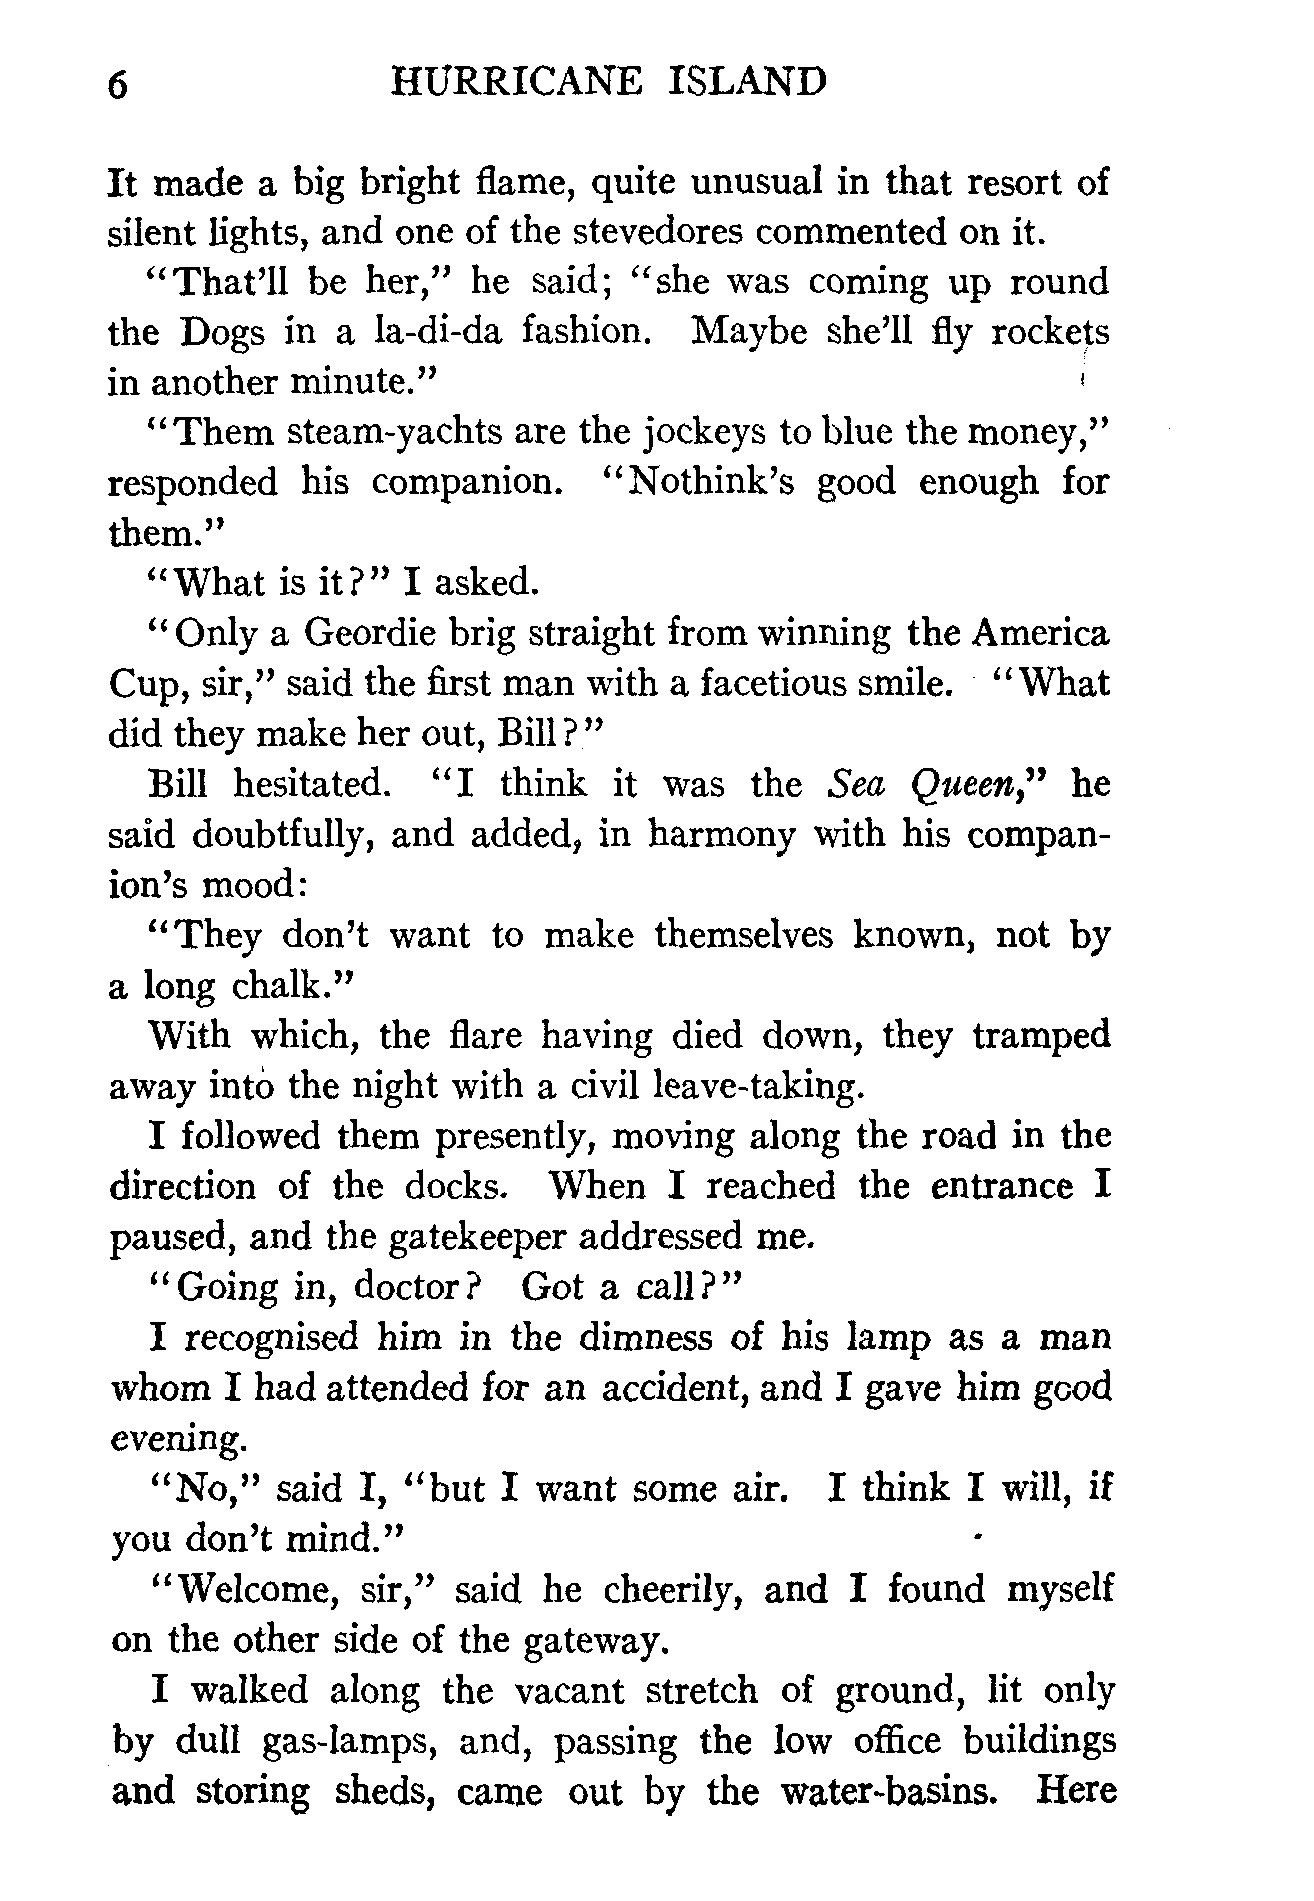 6 HURRICANE ISLAND
It made a big bright flame, quite unusual in that resort of
silent lights, and one of the stevedores commented on it.
“That’ll be her,” he said; “she was coming up round
the Dogs in a la-di-da fashion. Maybe she’ll fly rockets
in another minute.”
“Them steam-yachts are the jockeys to blue the money,”
responded his companion. “Nothink’s good enough for
them.”
“What is it?” I asked.
“Only a Geordie brig straight from winning the America
Cup, sir,” said the first man with a facetious smile. “What
did they make her out, Bill?”
Bill hesitated. “I think it was the Sea Queen,” he
said doubtfully, and added, in harmony with his compan-
ion’s mood:
“They don’t want to make themselves known, not by
a long chalk.”
With which, the flare having died down, they tramped
away into the night with a civil leave-taking.
I followed them presently, moving along the road in the
direction of the docks. When I reached the entrance I
paused, and the gatekeeper addressed me.
“Going in, doctor? Got a call?”
I recognised him in the dimness of his lamp as a man
whom I had attended for an accident, and I gave him good
evening.
“No,” said I, “but I want some air. I think I will, if
you don’t mind.”
“Welcome, sir,” said he cheerily, and I found myself
on the other side of the gateway.
I walked along the vacant stretch of ground, lit only
by dull gas-lamps, and, passing the low office buildings
and storing sheds, came out by the water-basins. Here